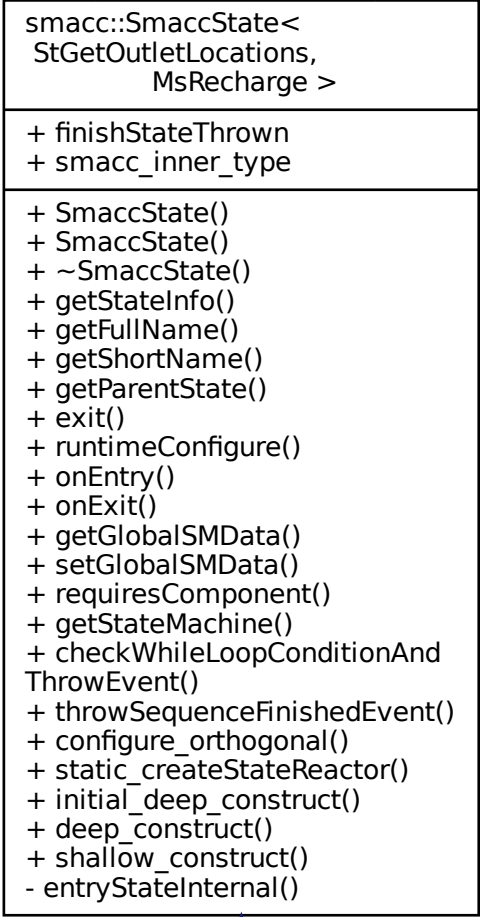 smacc::SmaccState<
StGetOutletLocations,
MsRecharge >
+ finishStateThrown
+ smacc_inner_type
+ SmaccState()
+ SmaccState()
+ ~SmaccState()
+ getStateInfo()
+ getFullName()
+ getShortName()
+ getParentState()
+ exit()
+ runtimeConfigure()
+ onEntry()
+ onExit()
+ getGlobalSMData()
+ setGlobalSMData()
+ requiresComponent()
+ getStateMachine()
+ checkWhileLoopConditionAnd
ThrowEvent()
+ throwSequenceFinishedEvent()
+ configure_orthogonal()
+ static_createStateReactor()
+ initial_deep_construct()
+ deep_construct()
+ shallow_construct()
- entryStateInternal()